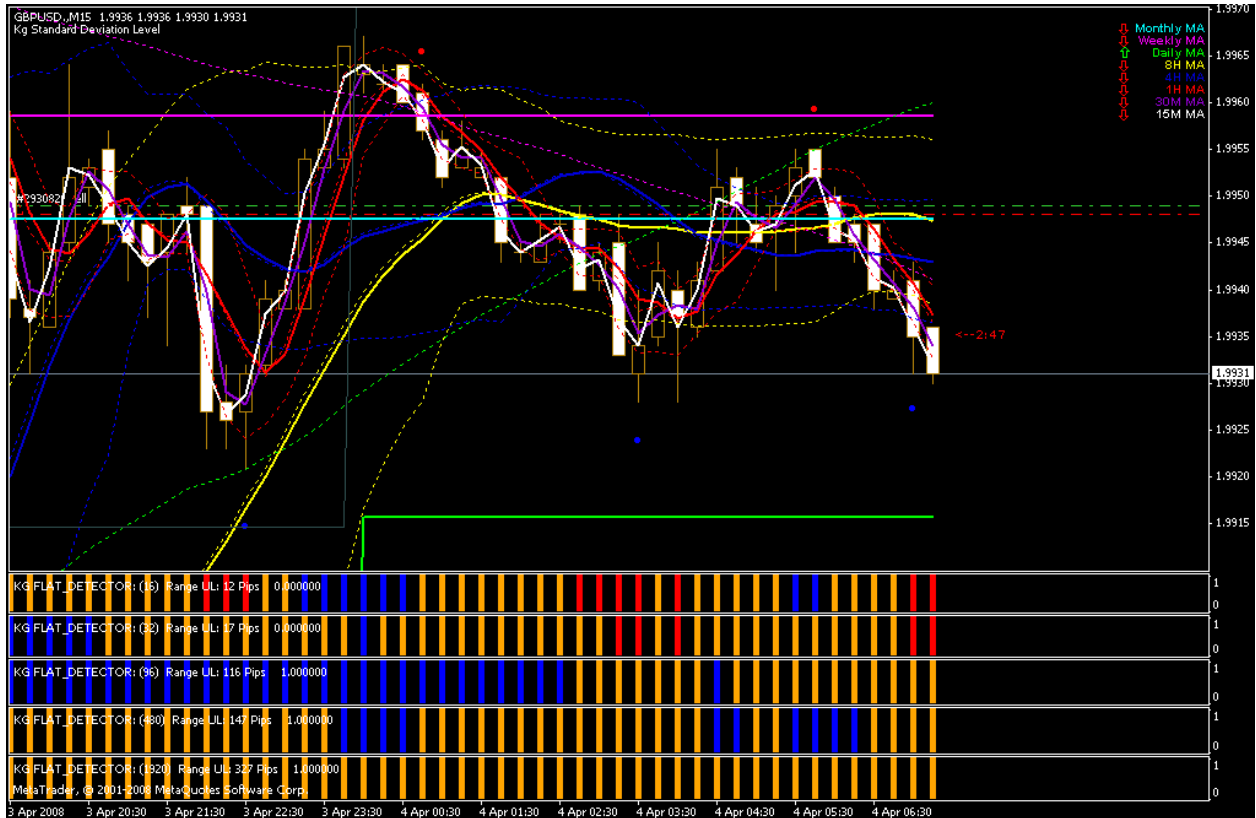 GBPUSD.,M15 1.9936 1.9936 1.9930 1.9931
Kg Standard Deviation Level
Monthly MA
Weekly MA
Daily MA
8H MA
4H MA
1H MA
30M MA
15M MA
<--2:47
1.9970
1.9965
1.9960
1.9955
1.9950
1.9945
1.9940
1.9935
1.9931
1.9930
1.9925
1.9920
1.9915
KG FLAT_DETECTOR: (16) Range UL: 12 Pips 0.000000
1
0
KG FLAT_DETECTOR: (32) Range UL: 17 Pips 0.000000
1
0
KG FLAT_DETECTOR: (96) Range UL: 116 Pips 1.000000
1
0
KG FLAT_DETECTOR: (480) Range UL: 147 Pips 1.000000
1
0
KG FLAT_DETECTOR: (1920) Range UL: 327 Pips 1.000000
1
0
MetaTrader, © 2001-2008 MetaQuotes Software Corp.
3 Apr 2008 3 Apr 20:30 3 Apr 21:30 3 Apr 22:30 3 Apr 23:30 4 Apr 00:30 4 Apr 01:30 4 Apr 02:30 4 Apr 03:30 4 Apr 04:30 4 Apr 05:30 4 Apr 06:30